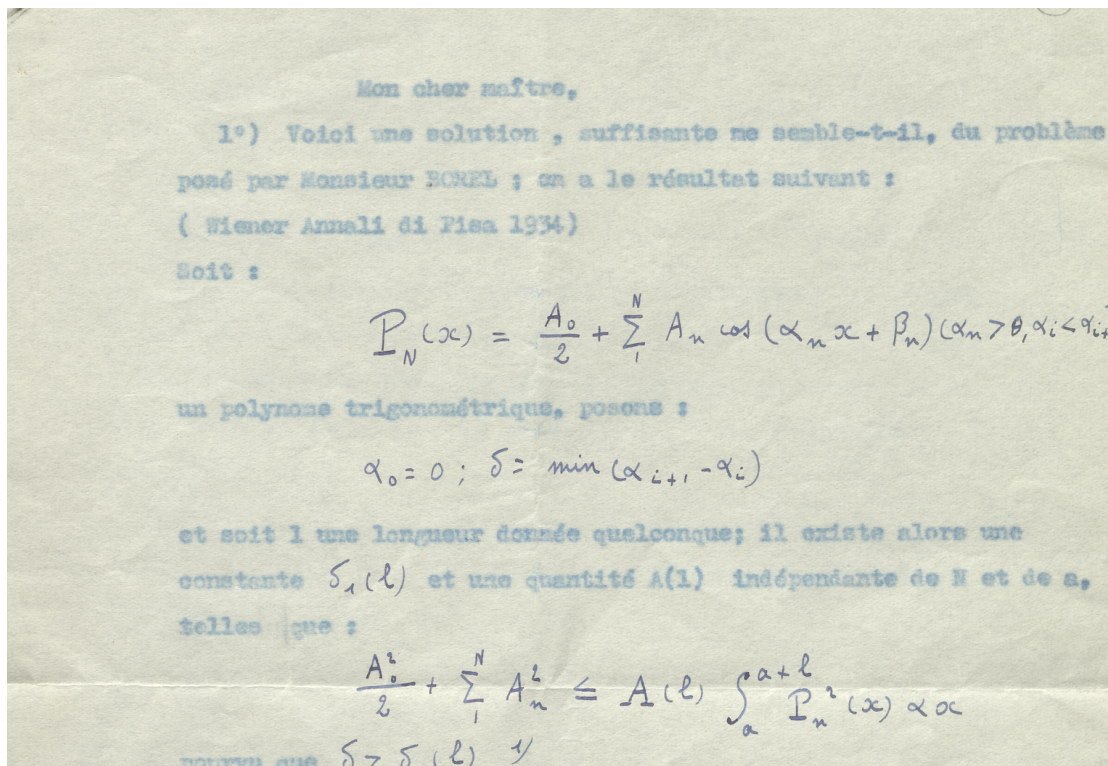 Mon cher maître,
1°) Voici une solution , suffisante me semble-t-il, du problème
posé par Monsieur BOREL ; on a le résultat suivant :
( Wiener Annali di Pisa 1934)
Soit :
P_N (x) = A_0/2 + Σ_1^N A_n cos (α_n x + β_n) (α_n > 0, α_i < α_i+
un polynome trigonométrique, posons :
α_0 = 0 ; δ = min (α_{i+1} - α_i)
et soit l une longueur donnée quelconque; il existe alors une
constante δ_1 (l) et une quantité A(l) indépendante de N et de a,
telles que :
A_0^2/2 + Σ_1^N A_n^2 ≤ A(l) ∫_a^{a+l} P_n^2 (x) dx
pourvu que δ > δ (l) 1)